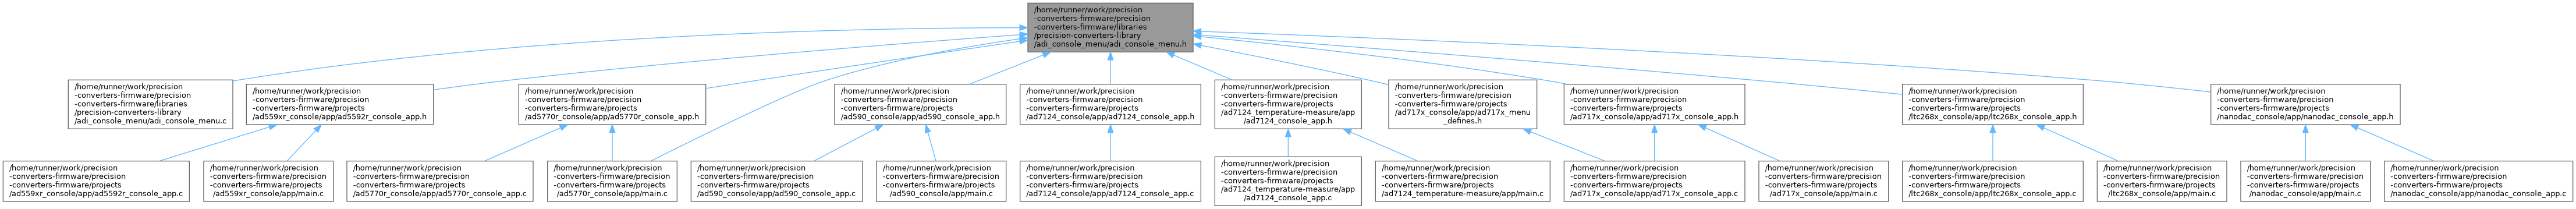 /home/runner/work/precision
-converters-firmware/precision
-converters-firmware/libraries
/precision-converters-library
/adi_console_menu/adi_console_menu.h
/home/runner/work/precision
-converters-firmware/precision
-converters-firmware/libraries
/precision-converters-library
/adi_console_menu/adi_console_menu.c
/home/runner/work/precision
-converters-firmware/precision
-converters-firmware/projects
/ad559xr_console/app/ad5592r_console_app.h
/home/runner/work/precision
-converters-firmware/precision
-converters-firmware/projects
/ad5770r_console/app/ad5770r_console_app.h
/home/runner/work/precision
-converters-firmware/precision
-converters-firmware/projects
/ad590_console/app/ad590_console_app.h
/home/runner/work/precision
-converters-firmware/precision
-converters-firmware/projects
/ad7124_console/app/ad7124_console_app.h
/home/runner/work/precision
-converters-firmware/precision
-converters-firmware/projects
/ad7124_temperature-measure/app
/ad7124_console_app.h
/home/runner/work/precision
-converters-firmware/precision
-converters-firmware/projects
/ad717x_console/app/ad717x_menu
_defines.h
/home/runner/work/precision
-converters-firmware/precision
-converters-firmware/projects
/ad717x_console/app/ad717x_console_app.h
/home/runner/work/precision
-converters-firmware/precision
-converters-firmware/projects
/ltc268x_console/app/ltc268x_console_app.h
/home/runner/work/precision
-converters-firmware/precision
-converters-firmware/projects
/nanodac_console/app/nanodac_console_app.h
/home/runner/work/precision
-converters-firmware/precision
-converters-firmware/projects
/ad559xr_console/app/ad5592r_console_app.c
/home/runner/work/precision
-converters-firmware/precision
-converters-firmware/projects
/ad559xr_console/app/main.c
/home/runner/work/precision
-converters-firmware/precision
-converters-firmware/projects
/ad5770r_console/app/ad5770r_console_app.c
/home/runner/work/precision
-converters-firmware/precision
-converters-firmware/projects
/ad5770r_console/app/main.c
/home/runner/work/precision
-converters-firmware/precision
-converters-firmware/projects
/ad590_console/app/ad590_console_app.c
/home/runner/work/precision
-converters-firmware/precision
-converters-firmware/projects
/ad590_console/app/main.c
/home/runner/work/precision
-converters-firmware/precision
-converters-firmware/projects
/ad7124_console/app/ad7124_console_app.c
/home/runner/work/precision
-converters-firmware/precision
-converters-firmware/projects
/ad7124_temperature-measure/app
/ad7124_console_app.c
/home/runner/work/precision
-converters-firmware/precision
-converters-firmware/projects
/ad7124_temperature-measure/app/main.c
/home/runner/work/precision
-converters-firmware/precision
-converters-firmware/projects
/ad717x_console/app/ad717x_console_app.c
/home/runner/work/precision
-converters-firmware/precision
-converters-firmware/projects
/ad717x_console/app/main.c
/home/runner/work/precision
-converters-firmware/precision
-converters-firmware/projects
/ltc268x_console/app/ltc268x_console_app.c
/home/runner/work/precision
-converters-firmware/precision
-converters-firmware/projects
/ltc268x_console/app/main.c
/home/runner/work/precision
-converters-firmware/precision
-converters-firmware/projects
/nanodac_console/app/main.c
/home/runner/work/precision
-converters-firmware/precision
-converters-firmware/projects
/nanodac_console/app/nanodac_console_app.c